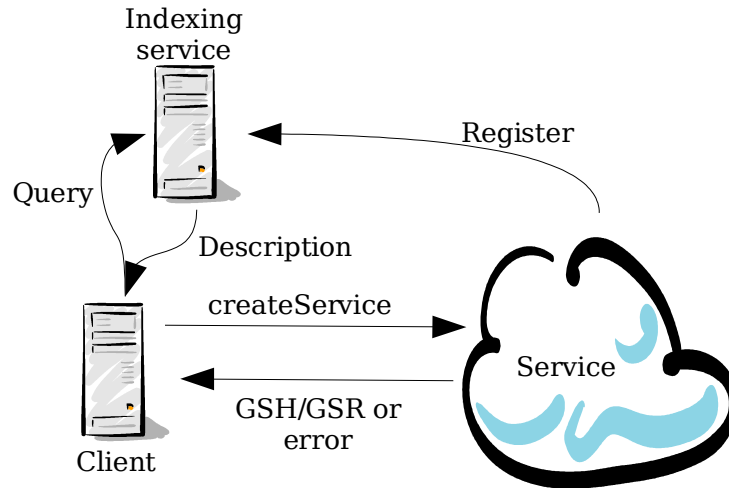 Indexing
service
Register
Query
Description
createService
Service
GSH/GSR or
error
Client